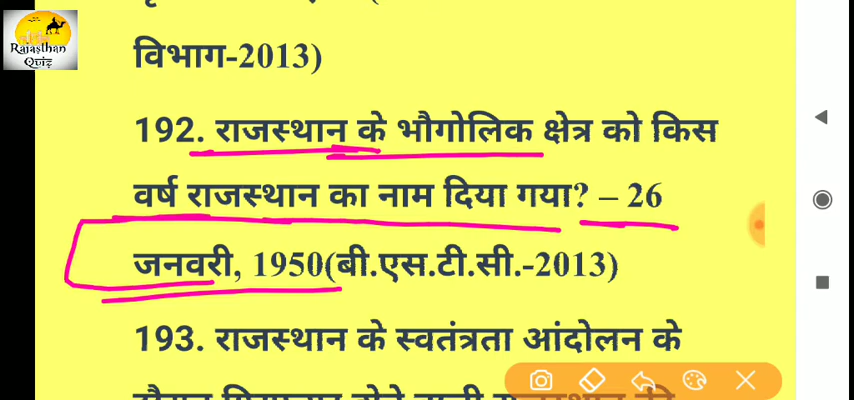 Rajasthan
Quiz
विभाग-2013)
192. राजस्थान के भौगोलिक क्षेत्र को किस
वर्ष राजस्थान का नाम दिया गया? – 26
जनवरी, 1950(बी.एस.टी.सी.-2013)
193. राजस्थान के स्वतंत्रता आंदोलन के